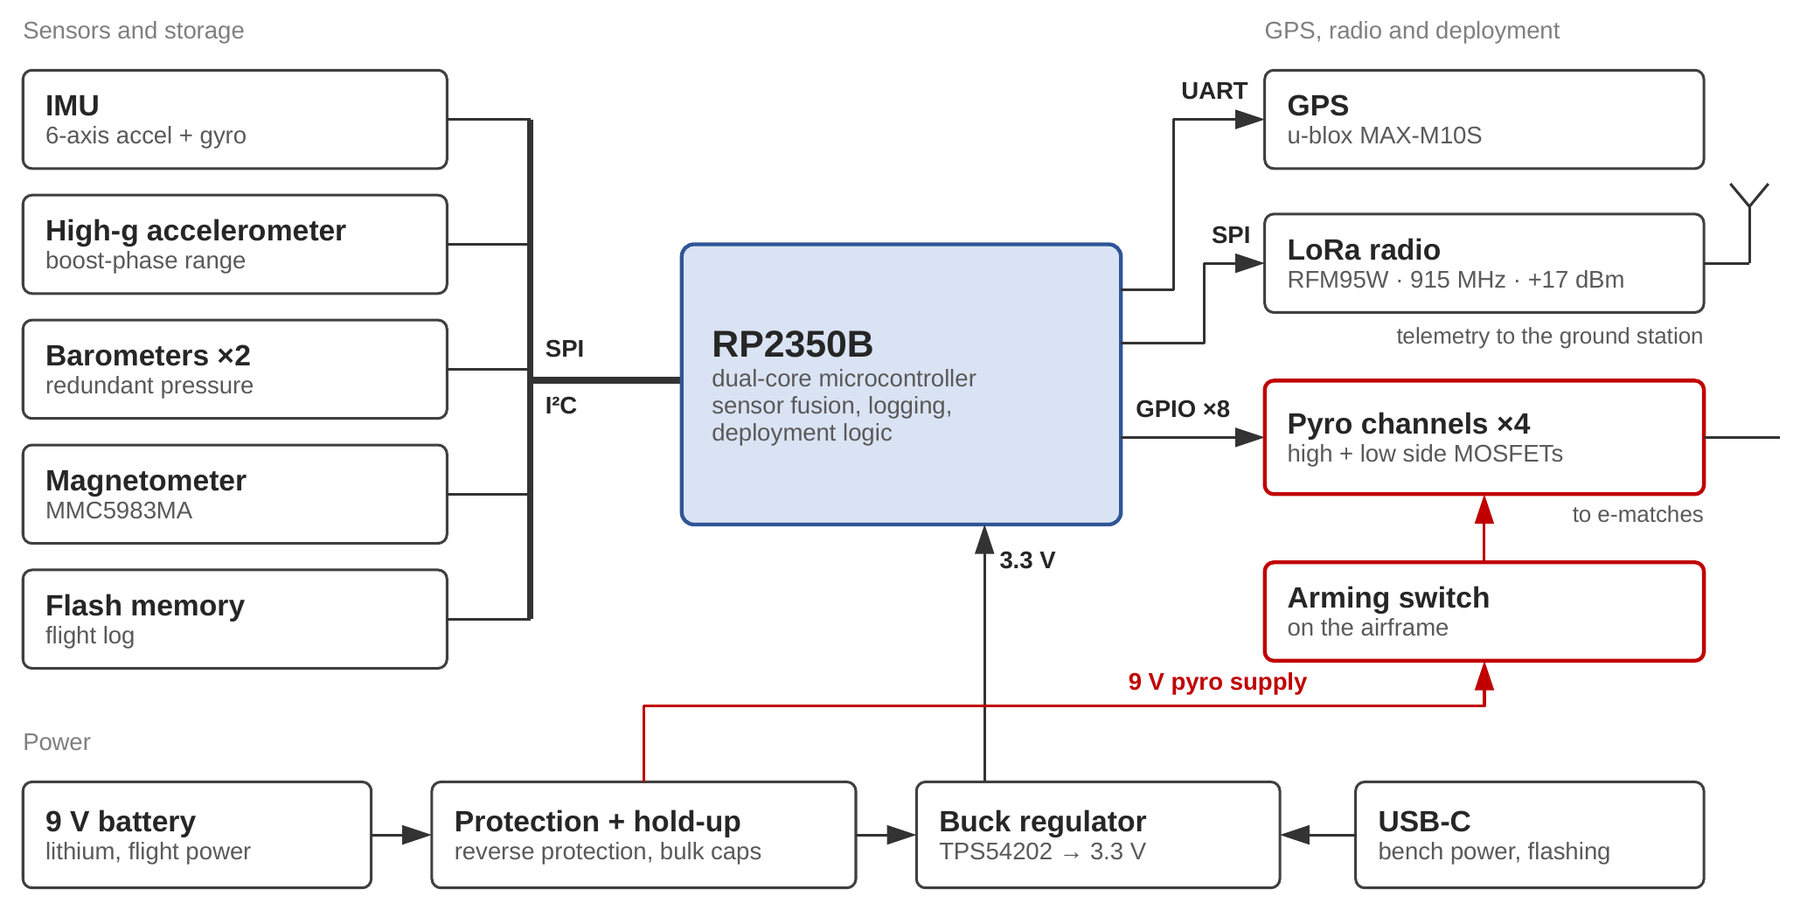 Sensors and storage
GPS, radio and deployment
IMU
6-axis accel + gyro
High-g accelerometer
boost-phase range
Barometers ×2
redundant pressure
Magnetometer
MMC5983MA
Flash memory
flight log
SPI
I²C
RP2350B
dual-core microcontroller
sensor fusion, logging,
deployment logic
UART
GPS
u-blox MAX-M10S
SPI
LoRa radio
RFM95W · 915 MHz · +17 dBm
telemetry to the ground station
GPIO ×8
Pyro channels ×4
high + low side MOSFETs
to e-matches
3.3 V
Arming switch
on the airframe
9 V pyro supply
Power
9 V battery
lithium, flight power
Protection + hold-up
reverse protection, bulk caps
Buck regulator
TPS54202 → 3.3 V
USB-C
bench power, flashing